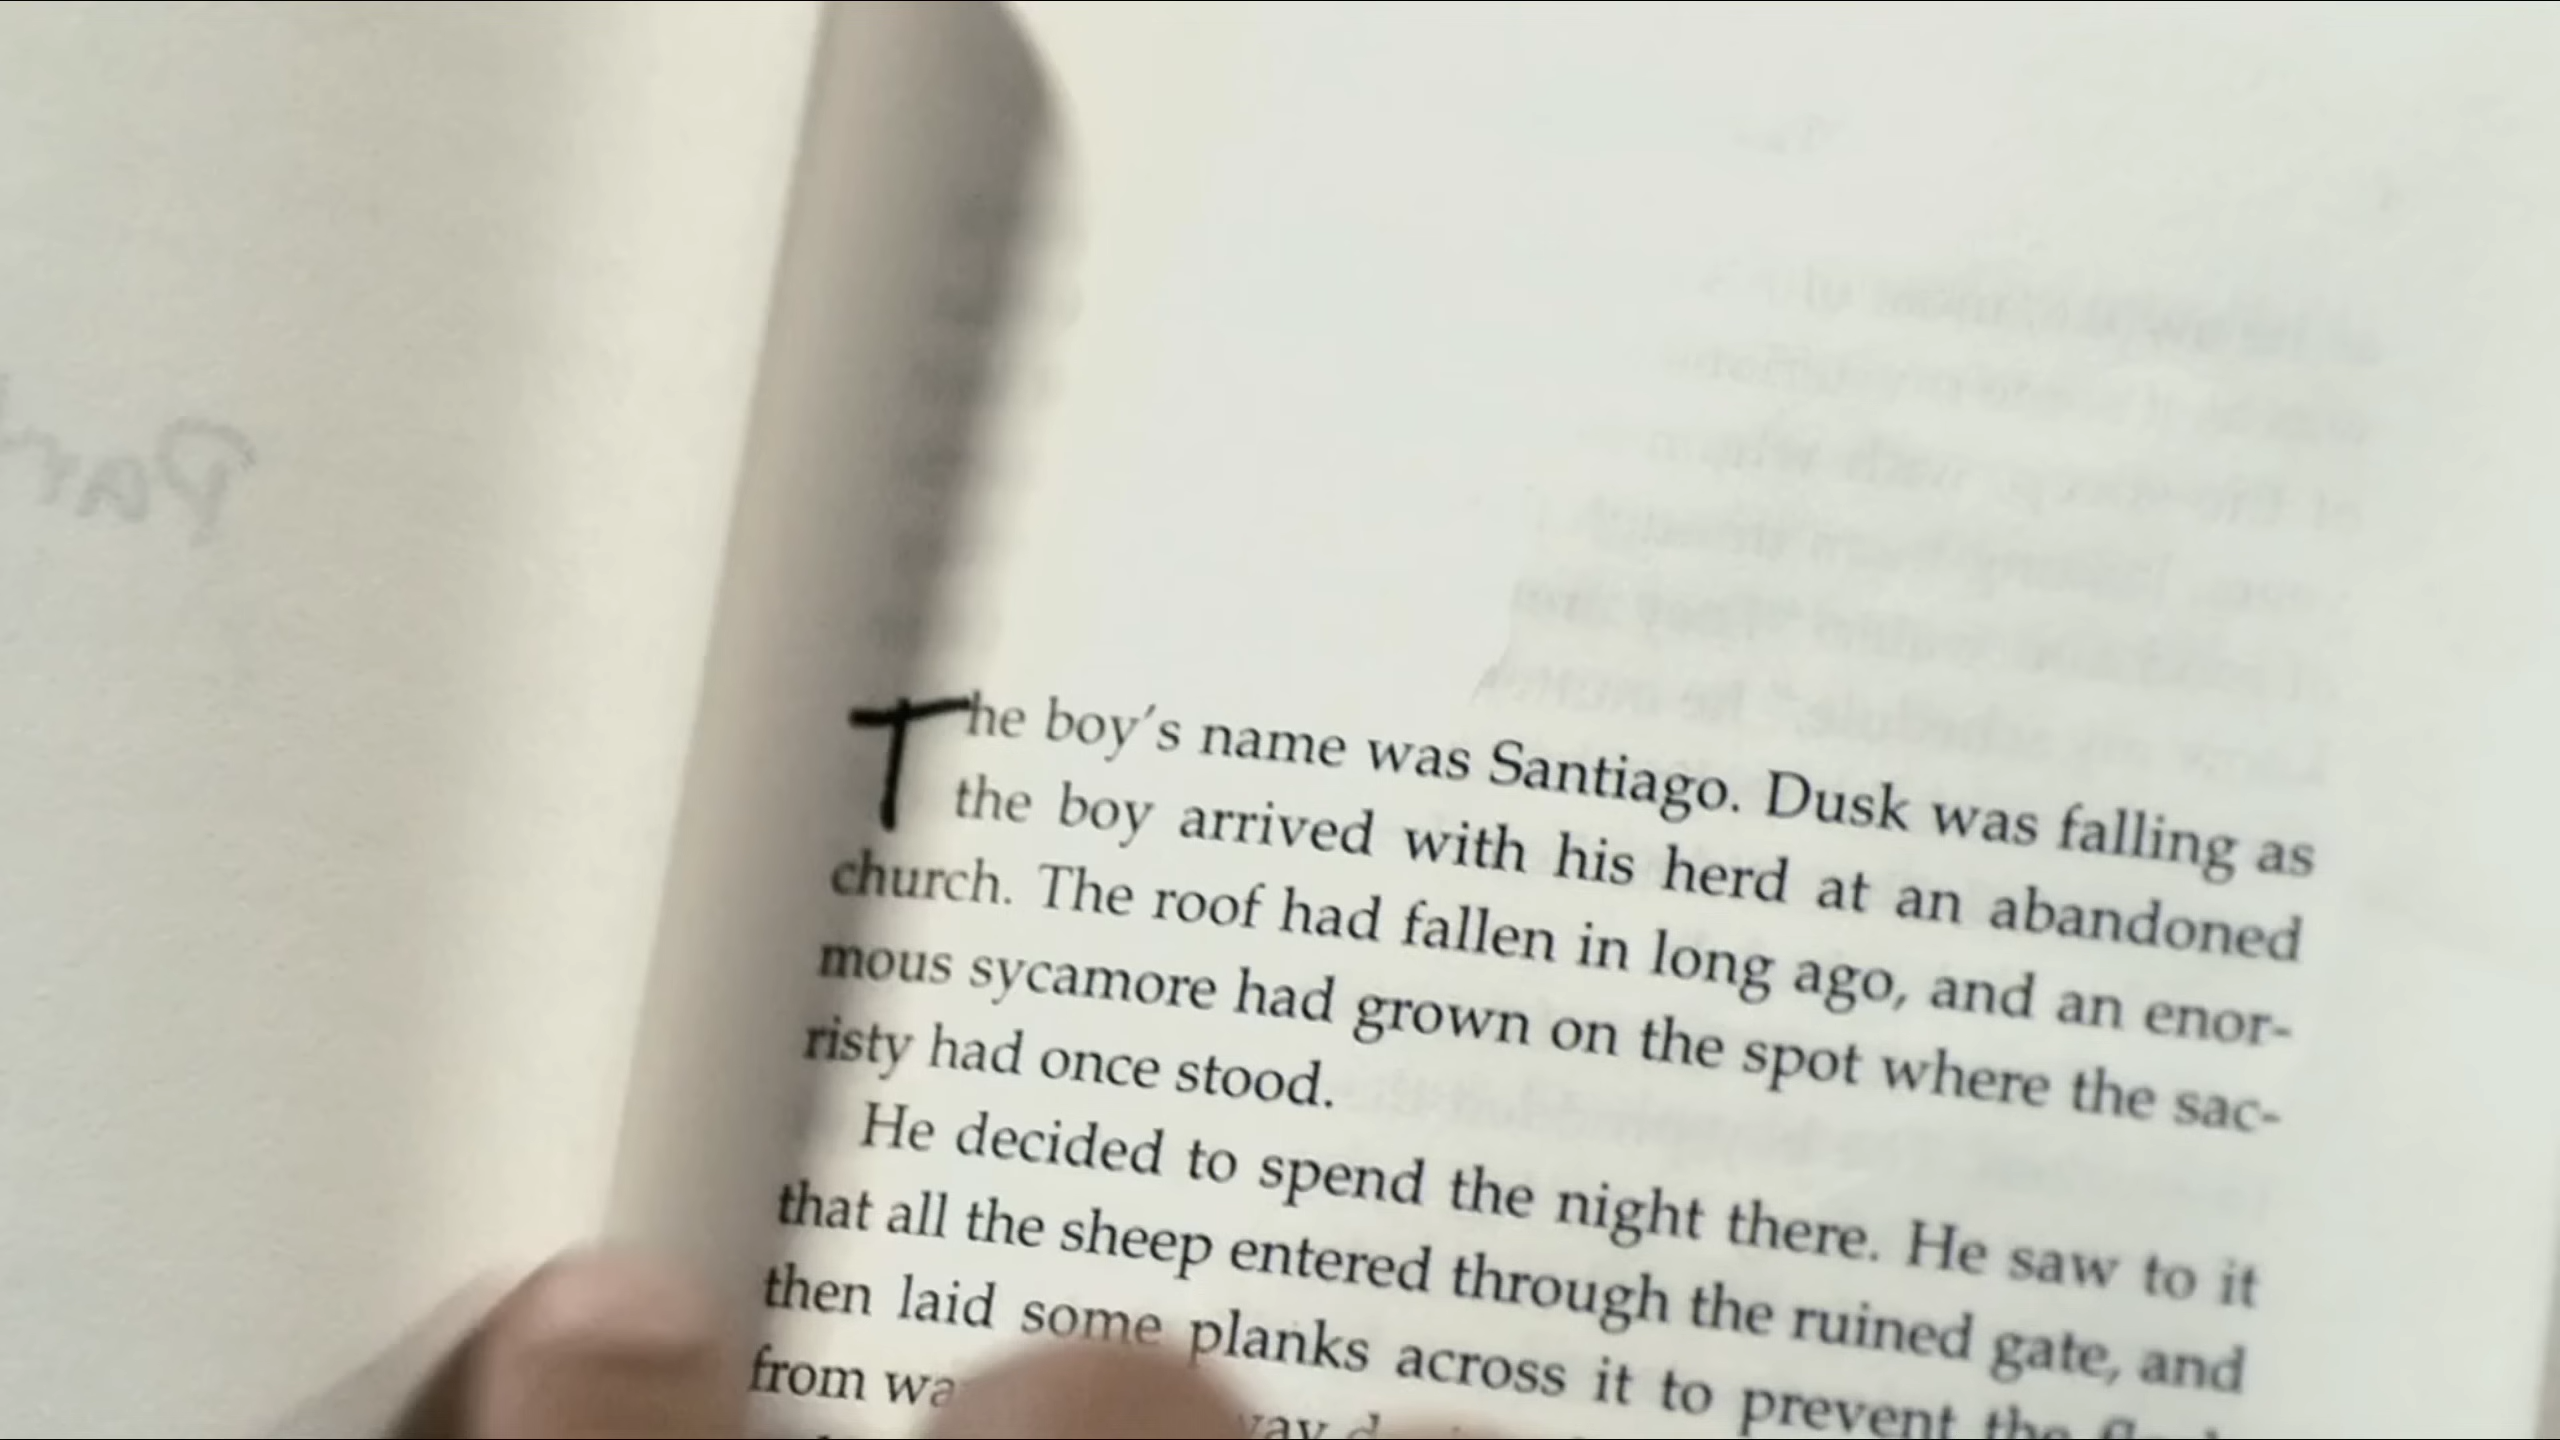 The boy's name was Santiago. Dusk was falling as
the boy arrived with his herd at an abandoned
church. The roof had fallen in long ago, and an enor-
mous sycamore had grown on the spot where the sac-
risty had once stood.
He decided to spend the night there. He saw to it
that all the sheep entered through the ruined gate, and
then laid some planks across it to prevent the
from